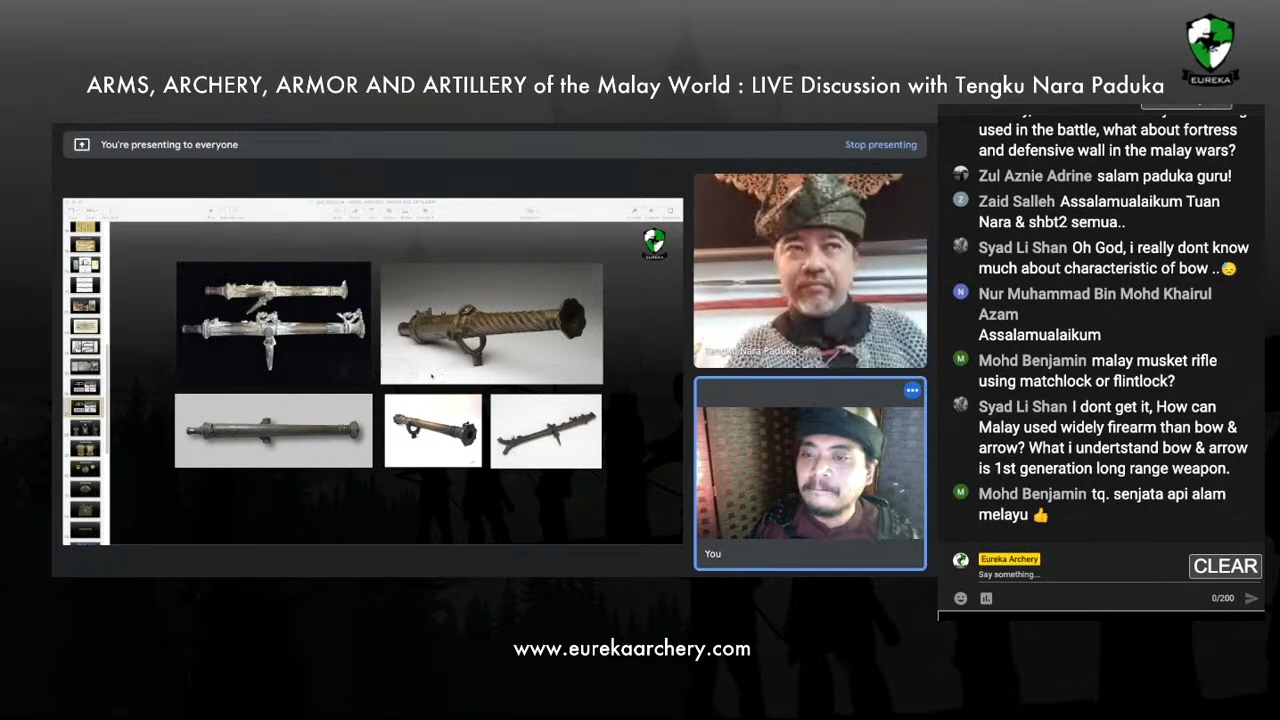 EUREKA
ARMS, ARCHERY, ARMOR AND ARTILLERY of the Malay World : LIVE Discussion with Tengku Nara Paduka
You're presenting to everyone
Stop presenting
Tengku Nara Paduka
You
used in the battle, what about fortress
and defensive wall in the malay wars?
Zul Aznie Adrine salam paduka guru!
Zaid Salleh Assalamualaikum Tuan
Nara & shbt2 semua..
Syad Li Shan Oh God, i really dont know
much about characteristic of bow ..😥
Nur Muhammad Bin Mohd Khairul
Azam
Assalamualaikum
Mohd Benjamin malay musket rifle
using matchlock or flintlock?
Syad Li Shan I dont get it, How can
Malay used widely firearm than bow &
arrow? What i undertstand bow & arrow
is 1st generation long range weapon.
Mohd Benjamin tq. senjata api alam
melayu 👍
Eureka Archery
Say something...
CLEAR
0/200
www.eurekaarchery.com